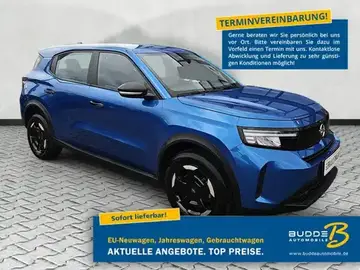 TERMINVEREINBARUNG!
Gerne beraten wir Sie persönlich bei uns
vor Ort. Bitte vereinbaren Sie dazu im
Vorfeld einen Termin mit uns. Kontaktlose
Abwicklung und Lieferung zu sehr günsti-
gen Konditionen möglich!
Sofort lieferbar!
EU-Neuwagen, Jahreswagen, Gebrauchtwagen
AKTUELLE ANGEBOTE. TOP PREISE.
BUDDE
AUTOMOBILE
www.buddeautomobile.de